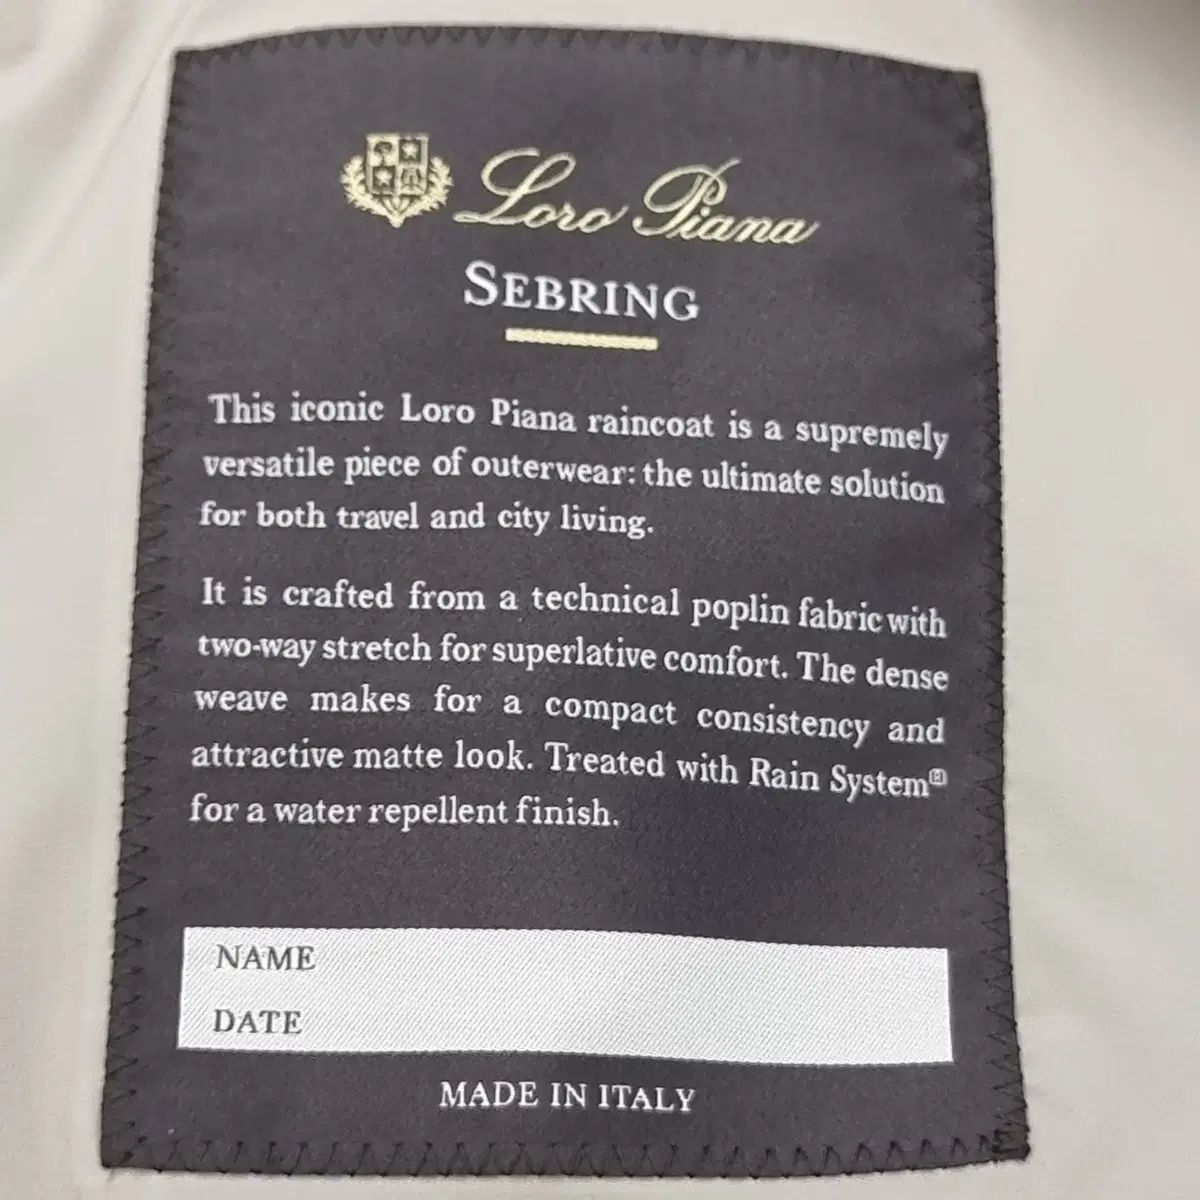 Loro Piana
SEBRING
This iconic Loro Piana raincoat is a supremely
versatile piece of outerwear: the ultimate solution
for both travel and city living.
It is crafted from a technical poplin fabric with
two-way stretch for superlative comfort. The dense
weave makes for a compact consistency and
attractive matte look. Treated with Rain System®
for a water repellent finish.
NAME
DATE
MADE IN ITALY